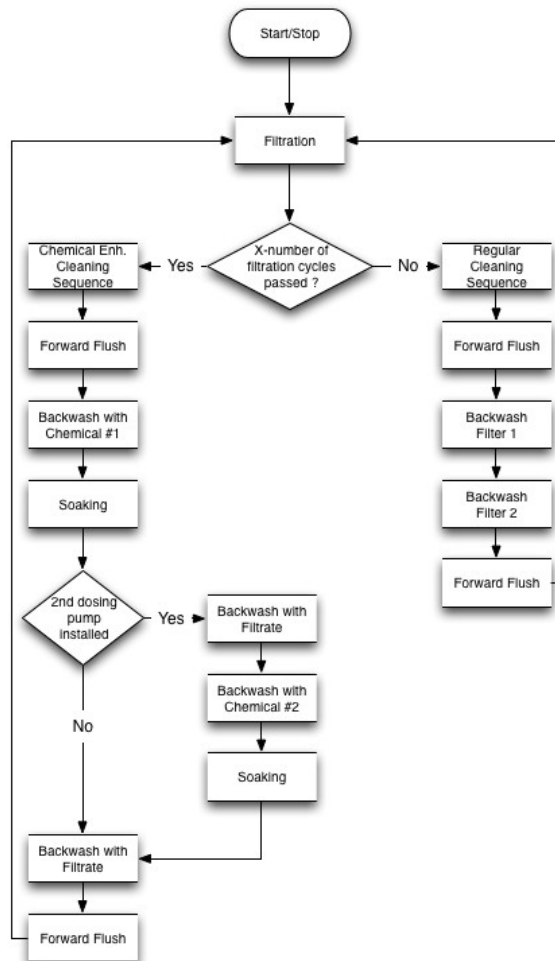 Start/Stop
Filtration
X-number of
filtration cycles
passed ?
Yes
No
Chemical Enh.
Cleaning
Sequence
Forward Flush
Backwash with
Chemical #1
Soaking
2nd dosing
pump
installed
Yes
No
Backwash with
Filtrate
Backwash with
Chemical #2
Soaking
Backwash with
Filtrate
Forward Flush
Regular
Cleaning
Sequence
Forward Flush
Backwash
Filter 1
Backwash
Filter 2
Forward Flush